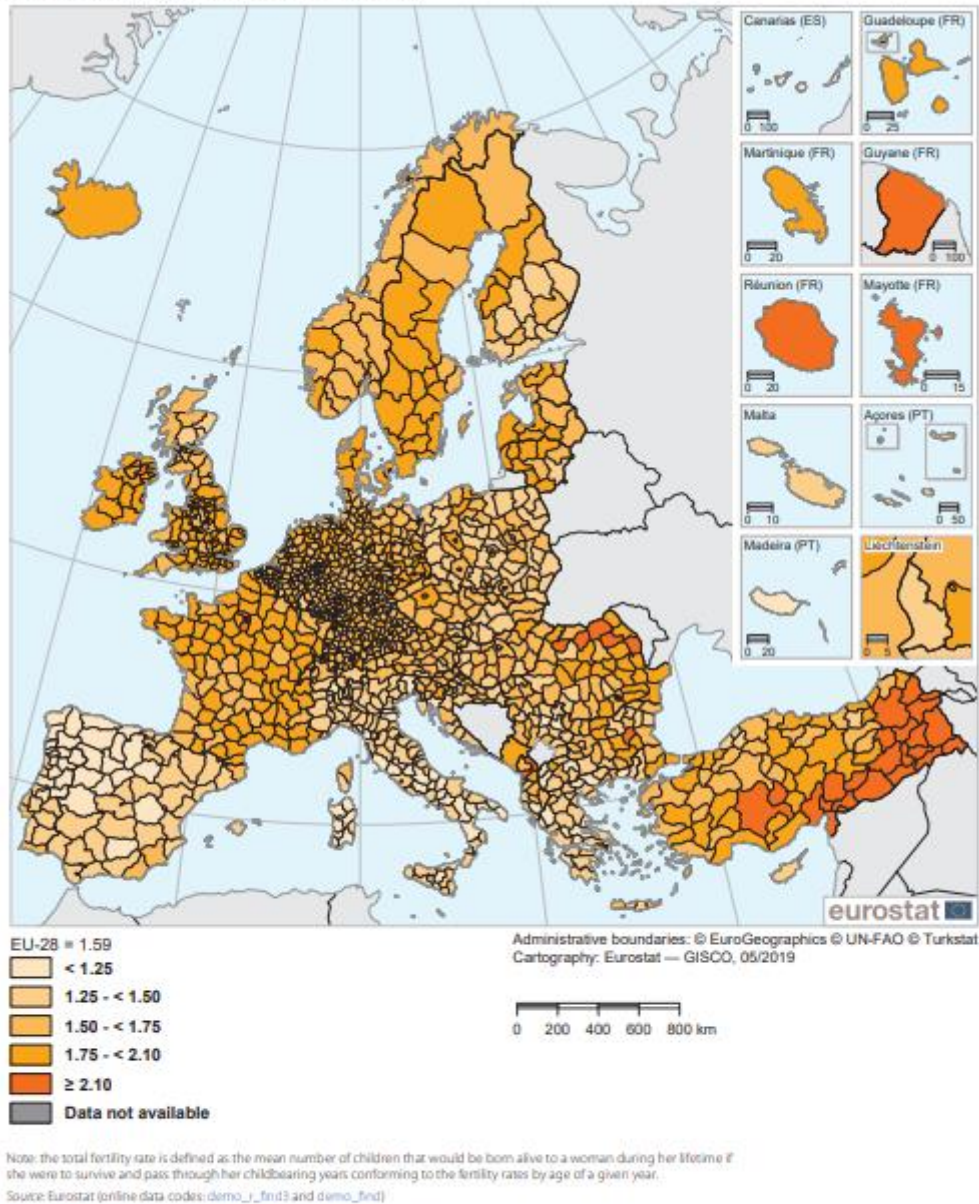 Canarias (ES)
0 100
Guadeloupe (FR)
0 25
Martinique (FR)
0 20
Guyane (FR)
0 100
Réunion (FR)
0 20
Mayotte (FR)
0 15
Malta
0 10
Açores (PT)
0 50
Madeira (PT)
0 20
Liechtenstein
0 5
eurostat
EU-28 = 1.59
< 1.25
1.25 - < 1.50
1.50 - < 1.75
1.75 - < 2.10
≥ 2.10
Data not available
Administrative boundaries: © EuroGeographics © UN-FAO © Turkstat
Cartography: Eurostat — GISCO, 05/2019
0 200 400 600 800 km
Note: the total fertility rate is defined as the mean number of children that would be born alive to a woman during her lifetime if
she were to survive and pass through her childbearing years conforming to the fertility rates by age of a given year.
Source: Eurostat (online data codes: demo_r_find3 and demo_find)